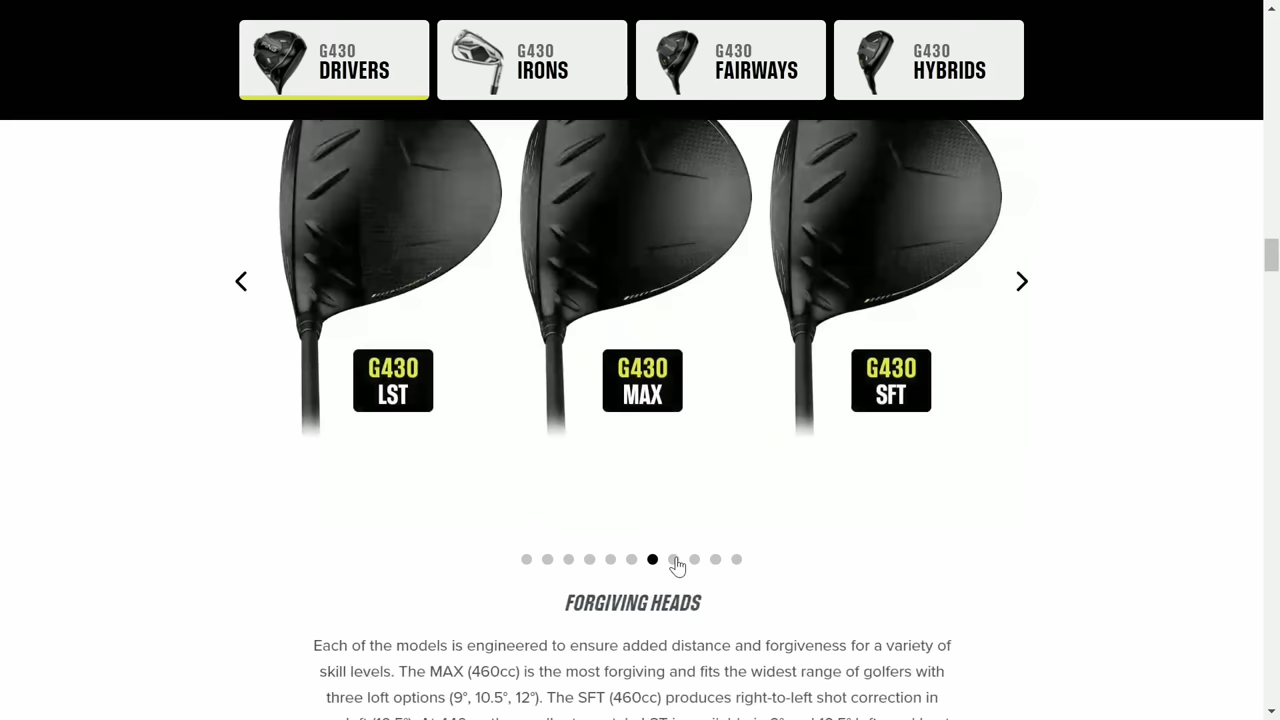 G430
DRIVERS
G430
IRONS
G430
FAIRWAYS
G430
HYBRIDS
G430
LST
G430
MAX
G430
SFT
FORGIVING HEADS
Each of the models is engineered to ensure added distance and forgiveness for a variety of
skill levels. The MAX (460cc) is the most forgiving and fits the widest range of golfers with
three loft options (9°, 10.5°, 12°). The SFT (460cc) produces right-to-left shot correction in